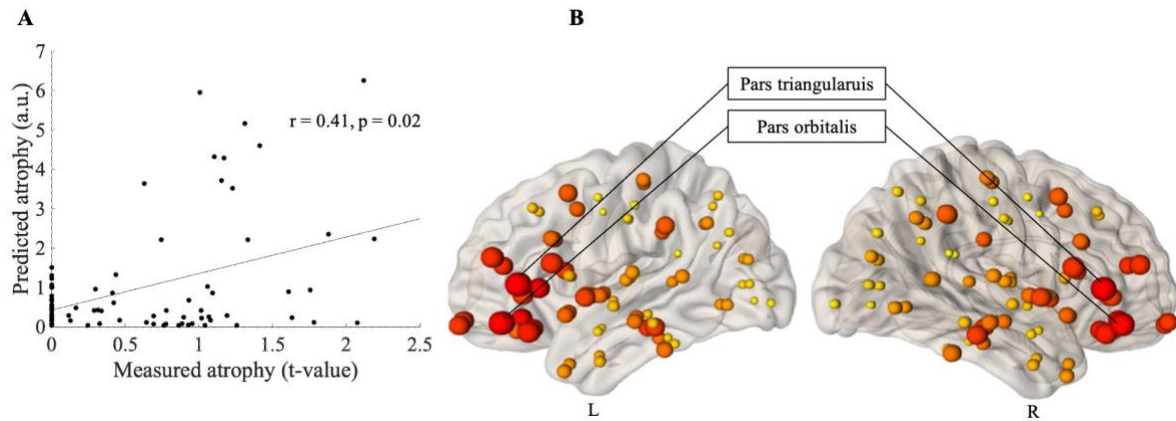 A
B
7
6
5
4
3
2
1
0
Predicted atrophy (a.u.)
r = 0.41, p = 0.02
0
0.5
1
1.5
2
2.5
Measured atrophy (t-value)
Pars triangularuis
Pars orbitalis
L
R